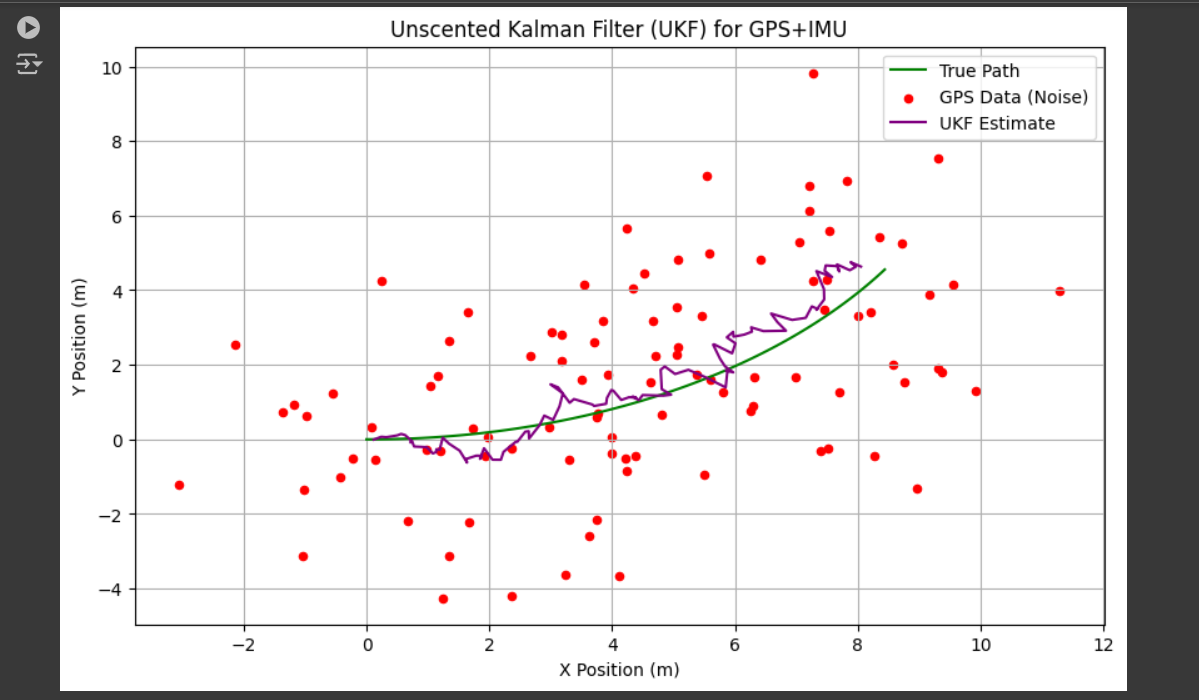 Unscented Kalman Filter (UKF) for GPS+IMU
True Path
GPS Data (Noise)
UKF Estimate
10
8
6
4
2
0
−2
−4
Y Position (m)
−2 0 2 4 6 8 10 12
X Position (m)